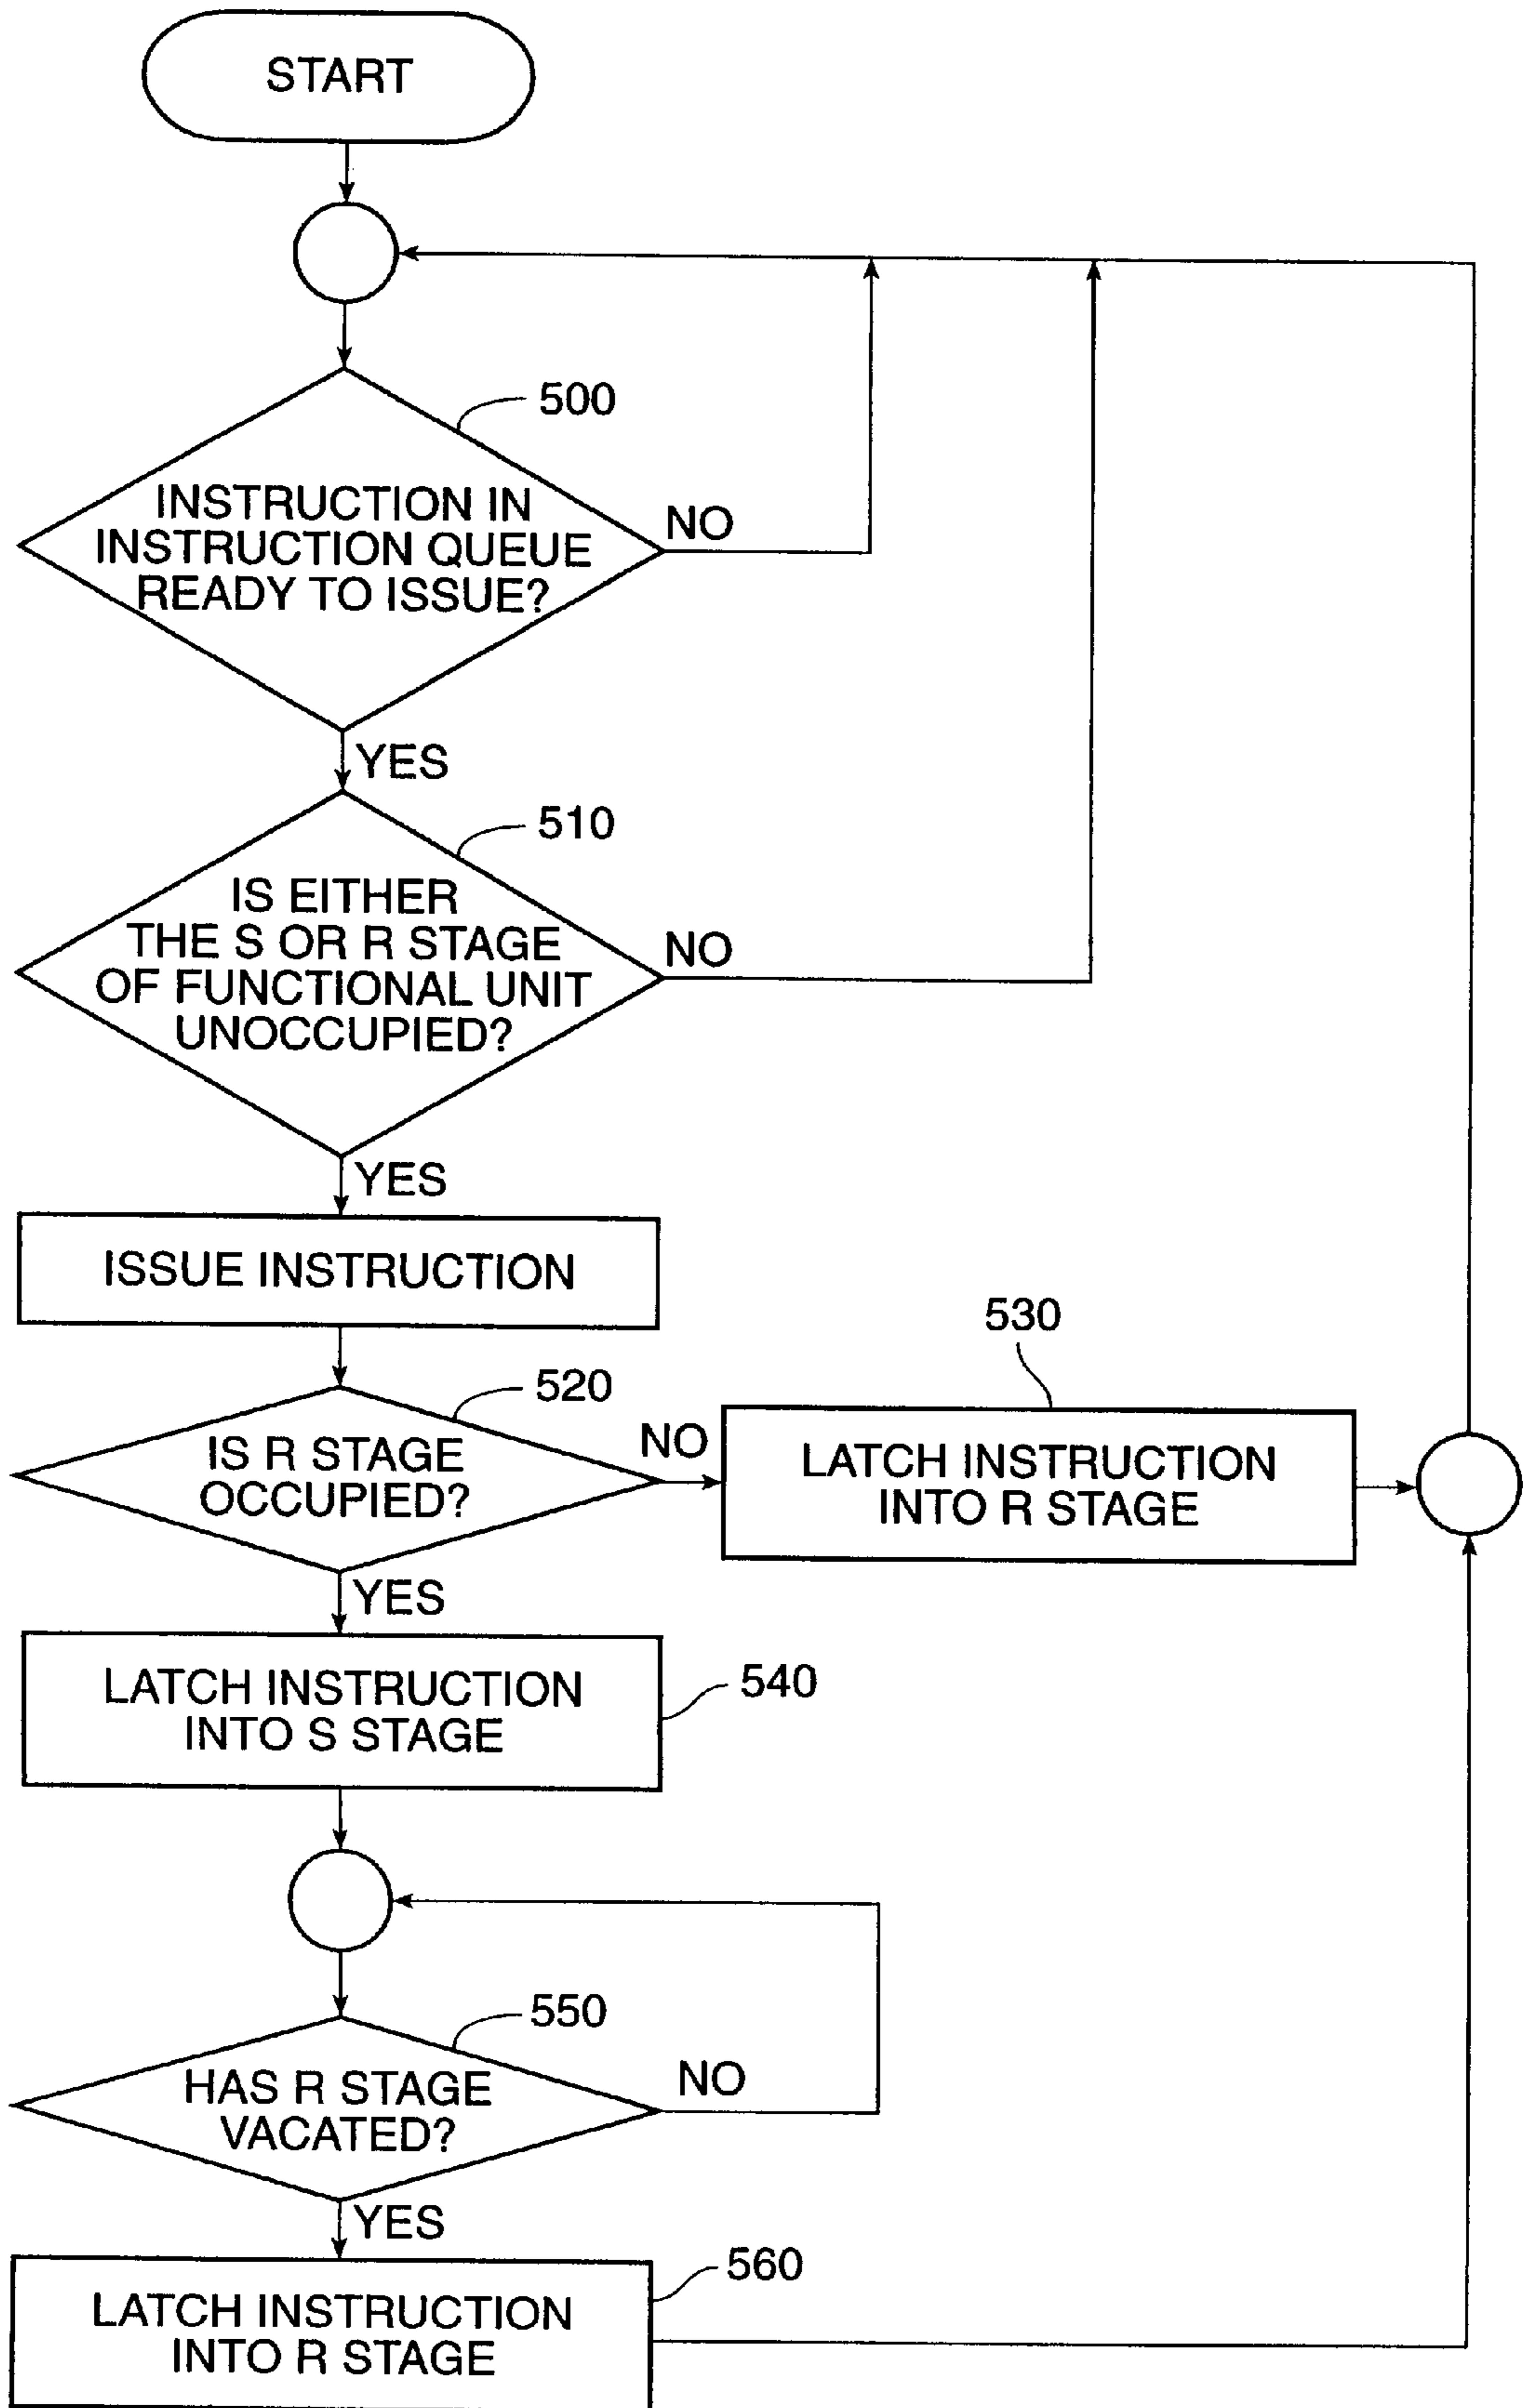 START
500
INSTRUCTION IN
INSTRUCTION QUEUE
READY TO ISSUE?
NO
YES
510
IS EITHER
THE S OR R STAGE
OF FUNCTIONAL UNIT
UNOCCUPIED?
NO
YES
ISSUE INSTRUCTION
520
IS R STAGE
OCCUPIED?
NO
530
LATCH INSTRUCTION
INTO R STAGE
YES
LATCH INSTRUCTION
INTO S STAGE
540
550
HAS R STAGE
VACATED?
NO
YES
560
LATCH INSTRUCTION
INTO R STAGE